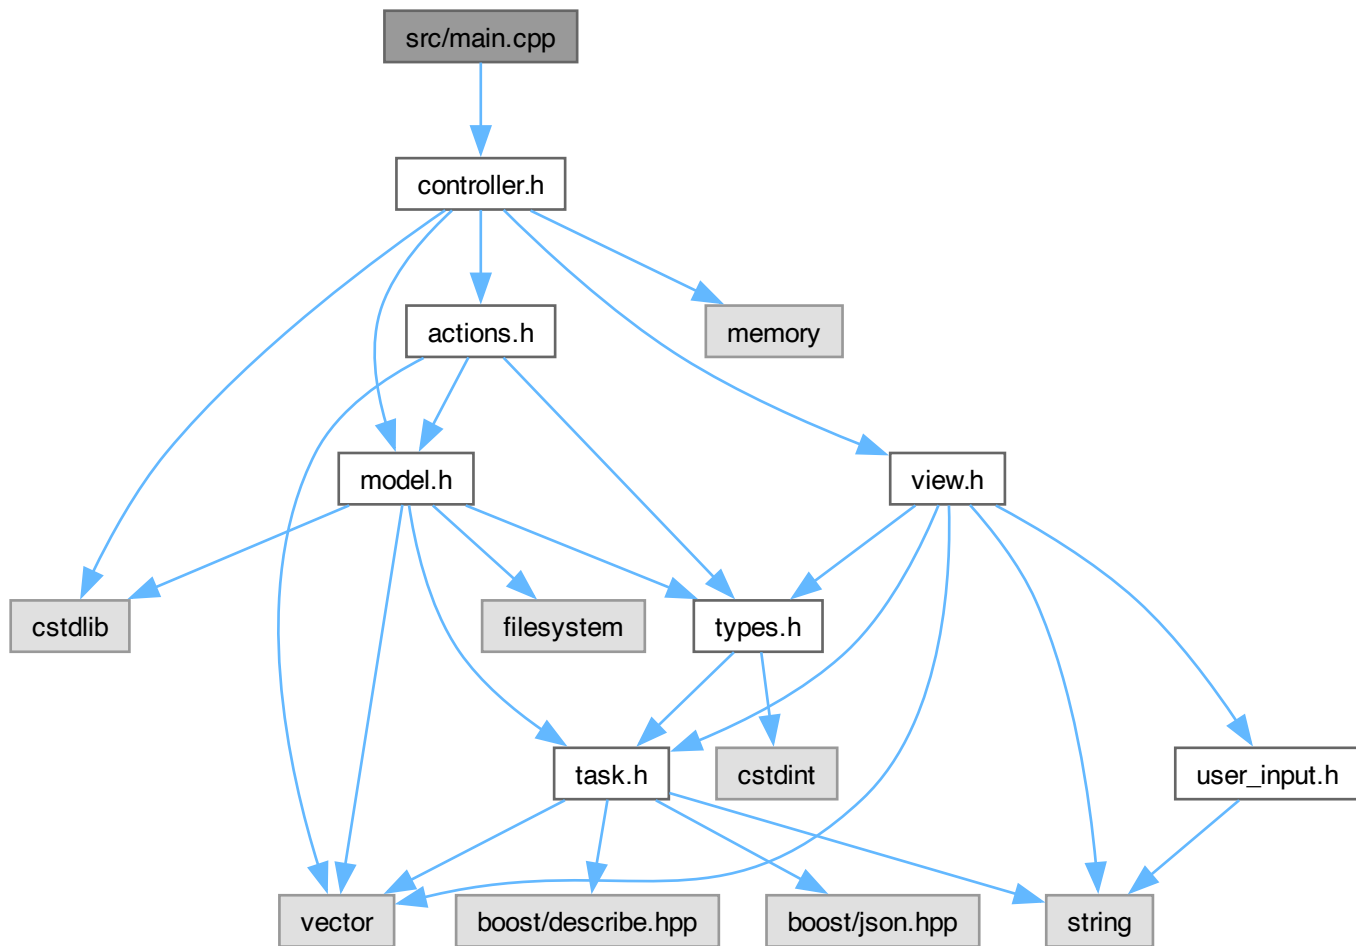 src/main.cpp
controller.h
actions.h
memory
model.h
view.h
cstdlib
filesystem
types.h
task.h
cstdint
user_input.h
vector
boost/describe.hpp
boost/json.hpp
string